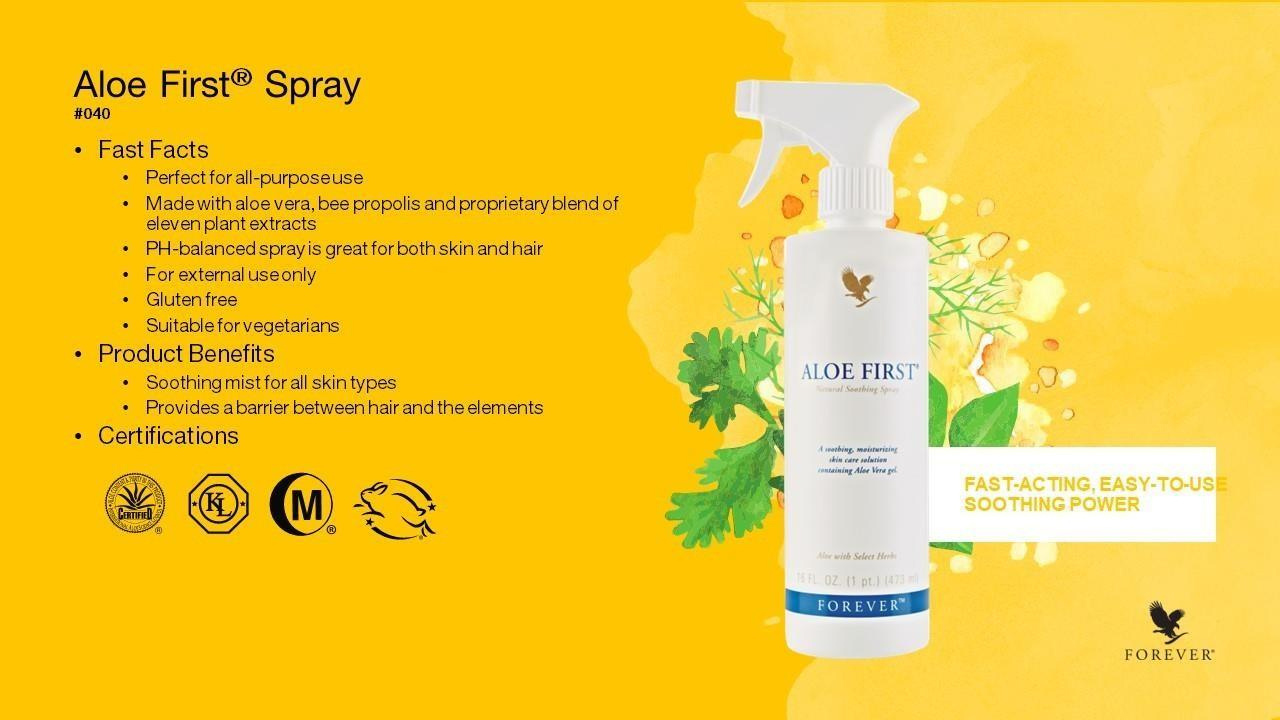 Aloe First® Spray
#040
• Fast Facts
• Perfect for all-purpose use
• Made with aloe vera, bee propolis and proprietary blend of
eleven plant extracts
• PH-balanced spray is great for both skin and hair
• For external use only
• Gluten free
• Suitable for vegetarians
• Product Benefits
• Soothing mist for all skin types
• Provides a barrier between hair and the elements
• Certifications
CERTIFIED
®
KL
M
®
ALOE FIRST®
Natural Soothing Spray
A soothing, moisturizing
skin care solution
containing Aloe Vera gel.
Aloe with Select Herbs
16 FL. OZ. (1 pt.) (473 ml)
FOREVER™
FAST-ACTING, EASY-TO-USE
SOOTHING POWER
FOREVER®